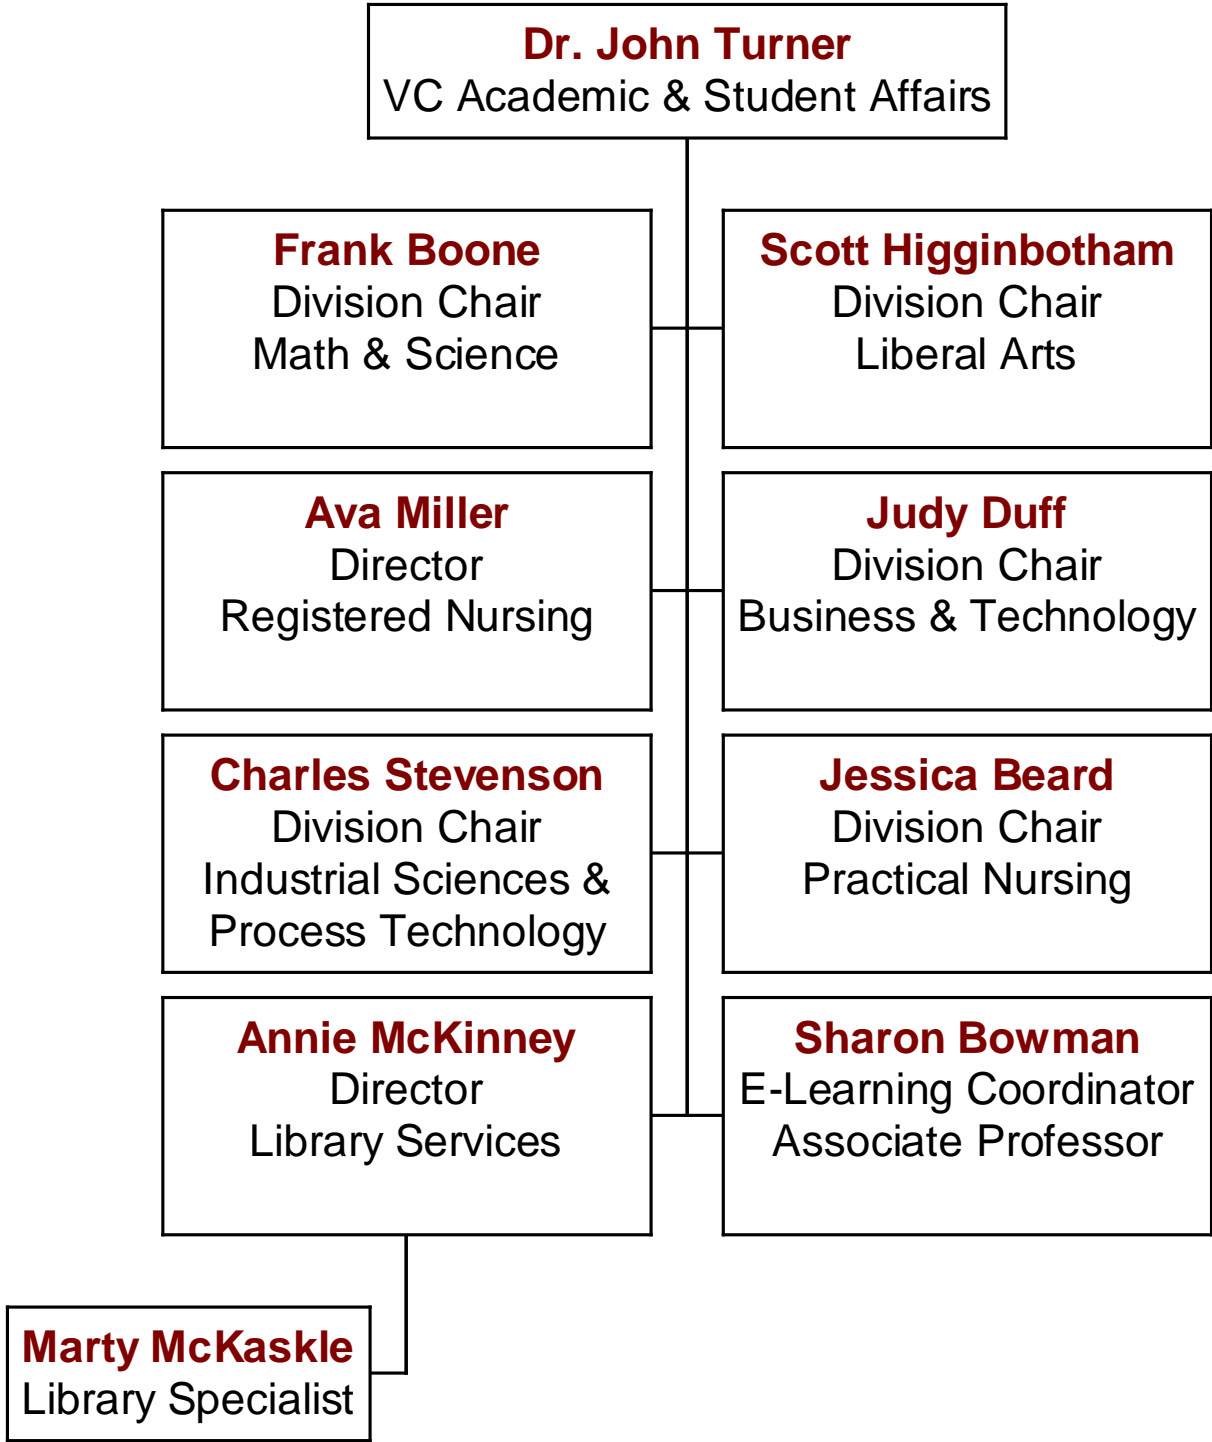 Dr. John Turner
VC Academic & Student Affairs
Frank Boone
Division Chair
Math & Science
Scott Higginbotham
Division Chair
Liberal Arts
Ava Miller
Director
Registered Nursing
Judy Duff
Division Chair
Business & Technology
Charles Stevenson
Division Chair
Industrial Sciences &
Process Technology
Jessica Beard
Division Chair
Practical Nursing
Annie McKinney
Director
Library Services
Sharon Bowman
E-Learning Coordinator
Associate Professor
Marty McKaskle
Library Specialist